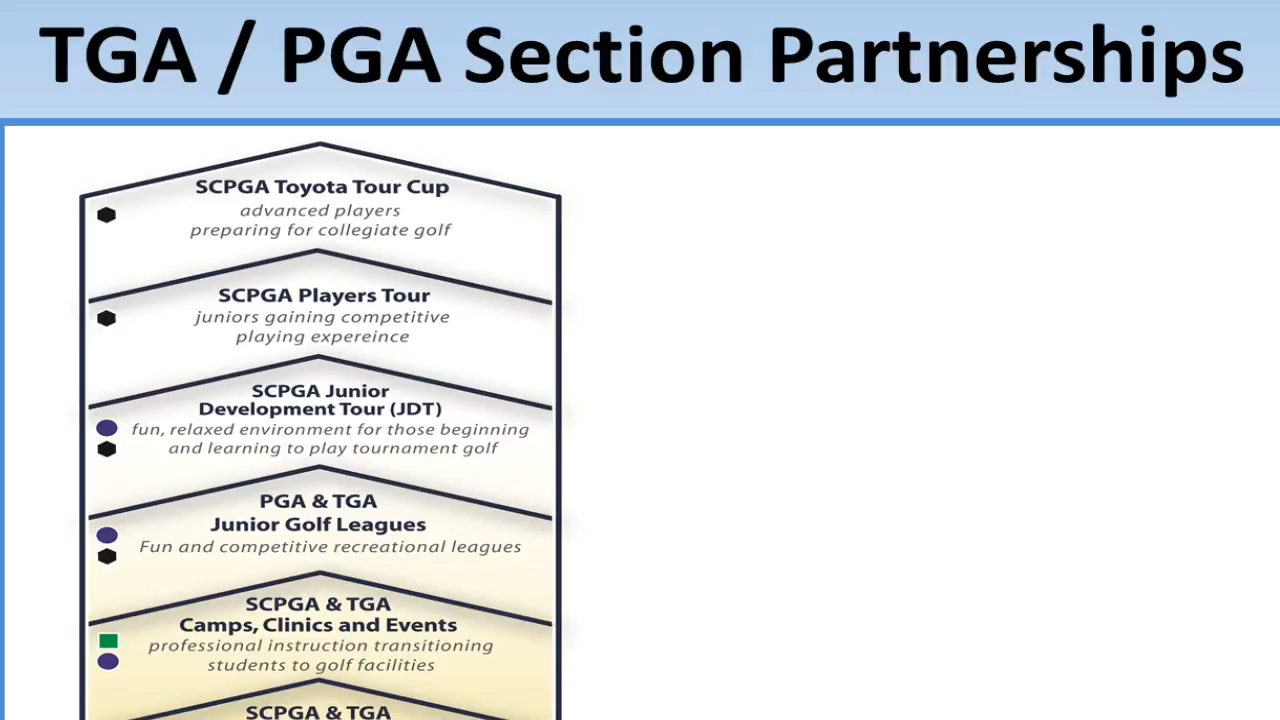 TGA / PGA Section Partnerships
SCPGA Toyota Tour Cup
advanced players
preparing for collegiate golf
SCPGA Players Tour
juniors gaining competitive
playing expereince
SCPGA Junior
Development Tour (JDT)
fun, relaxed environment for those beginning
and learning to play tournament golf
PGA & TGA
Junior Golf Leagues
Fun and competitive recreational leagues
SCPGA & TGA
Camps, Clinics and Events
professional instruction transitioning
students to golf facilities
SCPGA & TGA